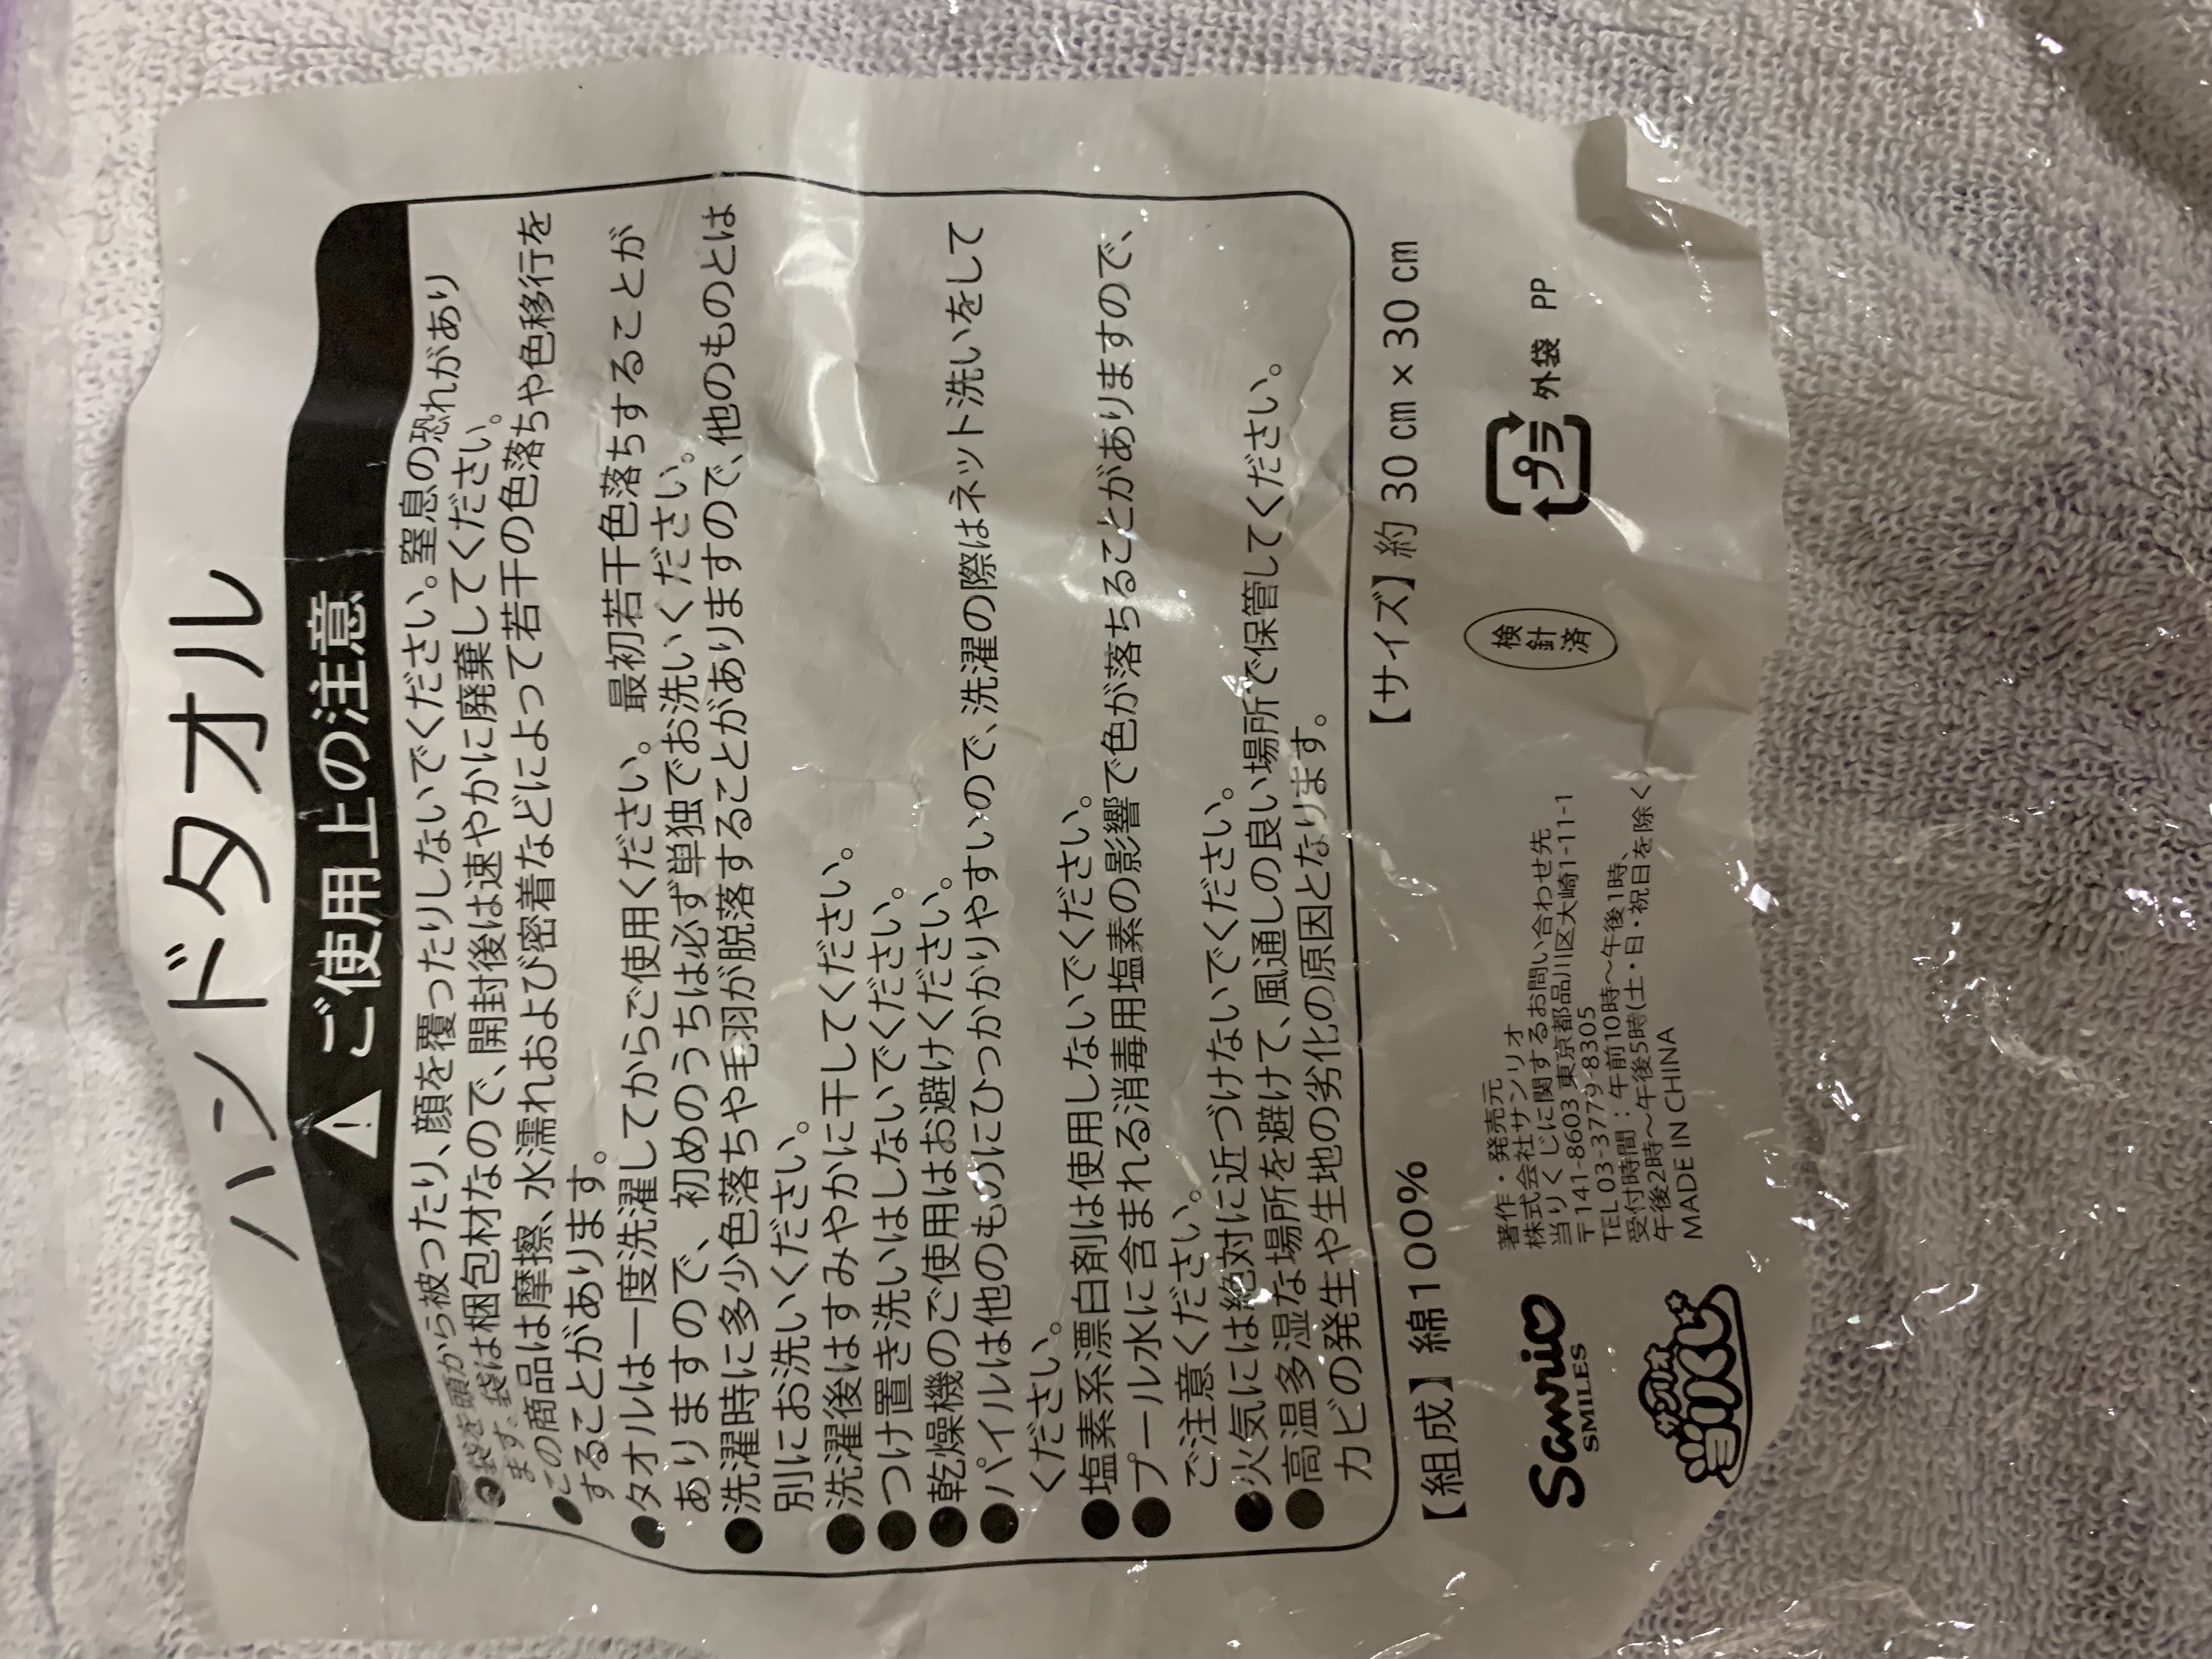 ハンドタオル
ご使用上の注意
●袋を頭から被ったり、顔を覆ったりしないでください。窒息の恐れがあり
ます。袋は梱包材なので、開封後は速やかに廃棄してください。
●この商品は摩擦、水濡れおよび密着などによって若干の色落ちや色移行を
することがあります。
●タオルは一度洗濯してからご使用ください。最初若干色落ちすることが
ありますので、初めのうちは必ず単独でお洗いください。
●洗濯時に多少色落ちや毛羽が脱落することがありますので、他のものとは
別にお洗いください。
●洗濯後はすみやかに干してください。
●つけ置き洗いはしないでください。
●乾燥機のご使用はお避けください。
●パイルは他のものにひっかかりやすいので、洗濯の際はネット洗いをして
ください。
●塩素系漂白剤は使用しないでください。
●プール水に含まれる消毒用塩素の影響で色が落ちることがありますので、
ご注意ください。
●火気には絶対に近づけないでください。
●高温多湿な場所を避けて、風通しの良い場所で保管してください。
カビの発生や生地の劣化の原因となります。
【組成】綿100% 【サイズ】約 30 cm × 30 cm
Sanrio
SMILES
著作・発売元
株式会社サンリオ
当りくじに関するお問い合わせ先
〒141-8603 東京都品川区大崎1-11-1
TEL 03-3779-8305
受付時間：午前10時〜午後1時、
午後2時〜午後5時(土・日・祝日を除く)
MADE IN CHINA
検
針
済
プラ
外袋 PP
当りくじ